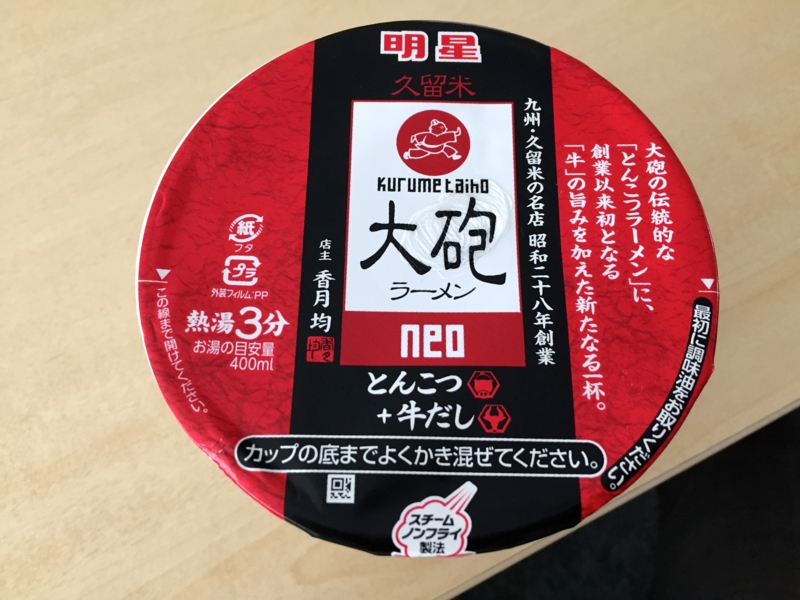 明星
久留米
kurume taiho
大砲
ラーメン
neo
とんこつ
+牛だし
九州・久留米の名店 昭和二十八年創業
大砲の伝統的な
「とんこつラーメン」に、
創業以来初となる
「牛」の旨みを加えた新たなる一杯。
店主 香月 均
紙
フタ
プラ
外装フィルム:PP
熱湯3分
お湯の目安量
400ml
この線まで開けてください。
最初に調味油をお取りください。
カップの底までよくかき混ぜてください。
スチーム
ノンフライ
製法